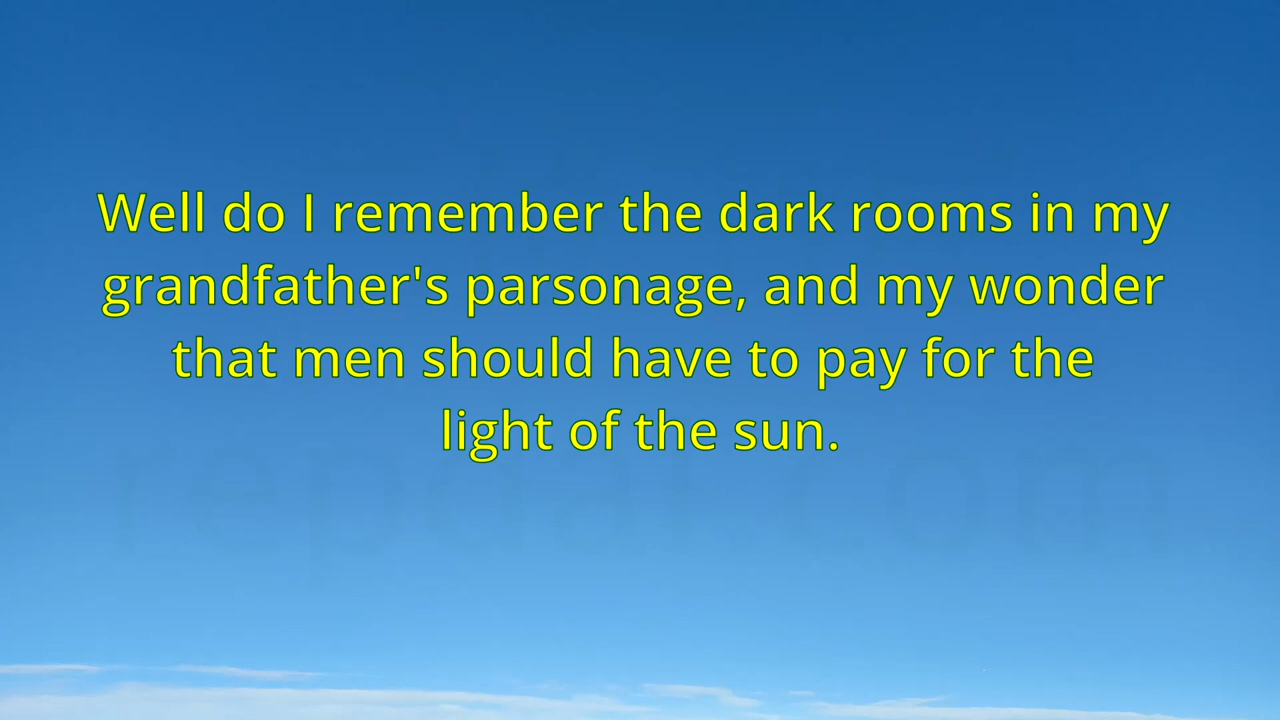 Well do I remember the dark rooms in my
grandfather's parsonage, and my wonder
that men should have to pay for the
light of the sun.